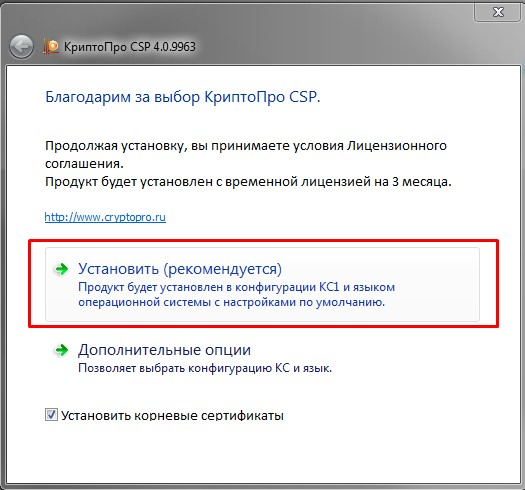 КриптоПро CSP 4.0.9963
Благодарим за выбор КриптоПро CSP.
Продолжая установку, вы принимаете условия Лицензионного
соглашения.
Продукт будет установлен с временной лицензией на 3 месяца.
http://www.cryptopro.ru
Установить (рекомендуется)
Продукт будет установлен в конфигурации КС1 и языком
операционной системы с настройками по умолчанию.
Дополнительные опции
Позволяет выбрать конфигурацию КС и язык.
Установить корневые сертификаты